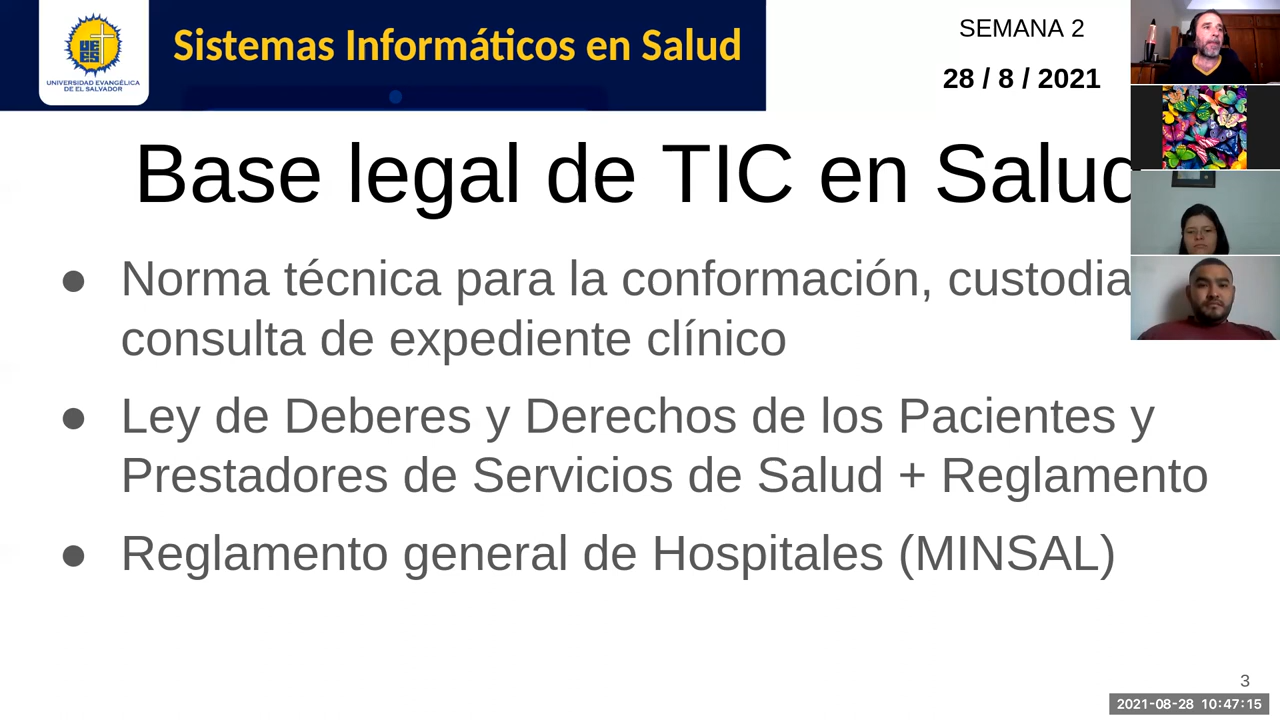 UNIVERSIDAD EVANGÉLICA
DE EL SALVADOR
Sistemas Informáticos en Salud
SEMANA 2
28 / 8 / 2021
Base legal de TIC en Salud
● Norma técnica para la conformación, custodia
consulta de expediente clínico
● Ley de Deberes y Derechos de los Pacientes y
Prestadores de Servicios de Salud + Reglamento
● Reglamento general de Hospitales (MINSAL)
3
2021-08-28 10:47:15